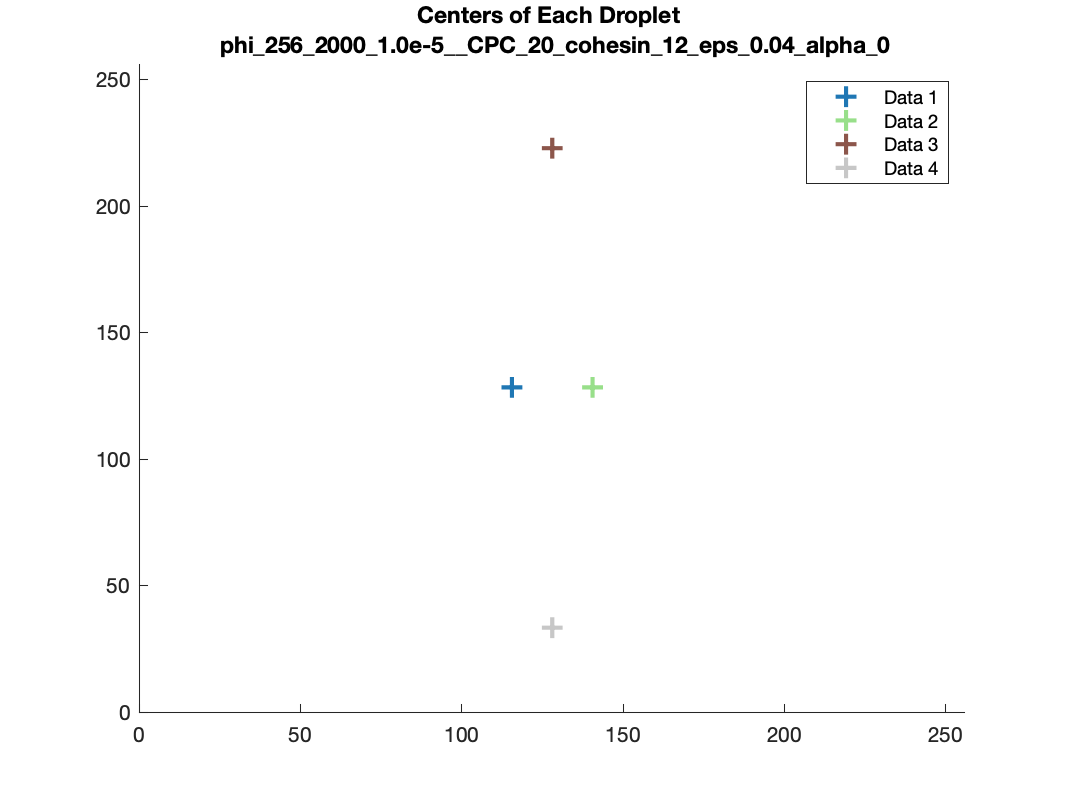 Centers of Each Droplet
phi_256_2000_1.0e-5__CPC_20_cohesin_12_eps_0.04_alpha_0
250
200
150
100
50
0
0 50 100 150 200 250
Data 1
Data 2
Data 3
Data 4